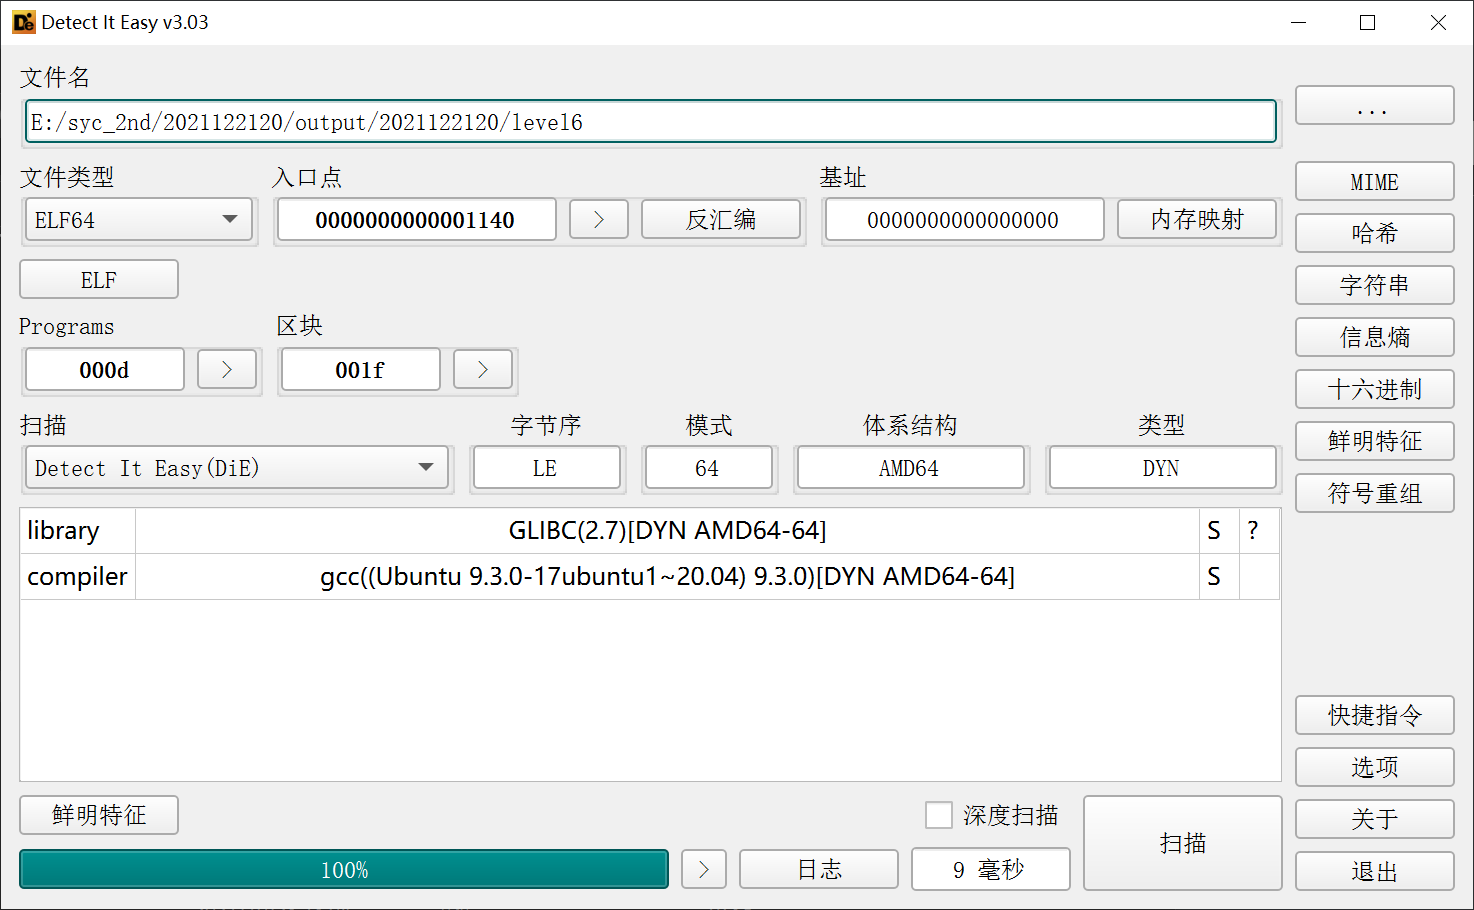 Detect It Easy v3.03
文件名
E:/syc_2nd/2021122120/output/2021122120/level6
...
文件类型 入口点 基址
ELF64 0000000000001140 > 反汇编 0000000000000000 内存映射
MIME
哈希
ELF
字符串
Programs 区块
信息熵
000d > 001f >
十六进制
扫描 字节序 模式 体系结构 类型
鲜明特征
Detect It Easy(DiE) LE 64 AMD64 DYN
符号重组
library GLIBC(2.7)[DYN AMD64-64] S ?
compiler gcc((Ubuntu 9.3.0-17ubuntu1~20.04) 9.3.0)[DYN AMD64-64] S
快捷指令
选项
鲜明特征 深度扫描 扫描 关于
100% > 日志 9 毫秒 退出